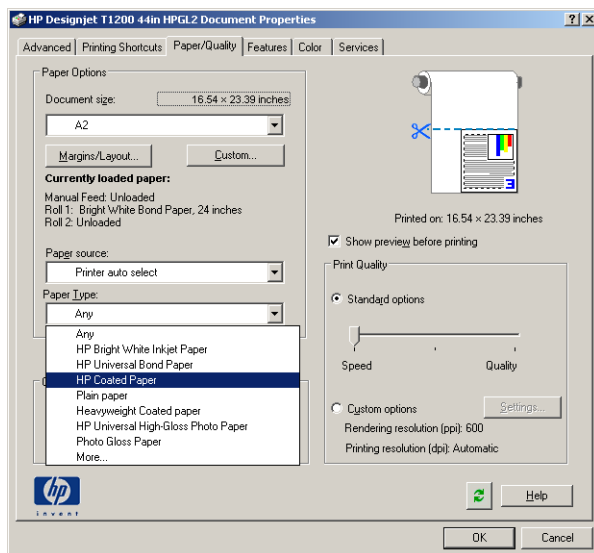 HP Designjet T1200 44in HPGL2 Document Properties
Advanced Printing Shortcuts Paper/Quality Features Color Services
Paper Options
Document size: 16.54 × 23.39 inches
A2
Margins/Layout... Custom...
Currently loaded paper:
Manual Feed: Unloaded
Roll 1: Bright White Bond Paper, 24 inches
Roll 2: Unloaded
Paper source:
Printer auto select
Paper Type:
Any
Any
HP Bright White Inkjet Paper
HP Universal Bond Paper
HP Coated Paper
Plain paper
Heavyweight Coated paper
HP Universal High-Gloss Photo Paper
Photo Gloss Paper
More...
3
Printed on: 16.54 × 23.39 inches
Show preview before printing
Print Quality
Standard options
Speed Quality
Custom options Settings...
Rendering resolution (ppi): 600
Printing resolution (dpi): Automatic
hp
invent
Help
OK Cancel